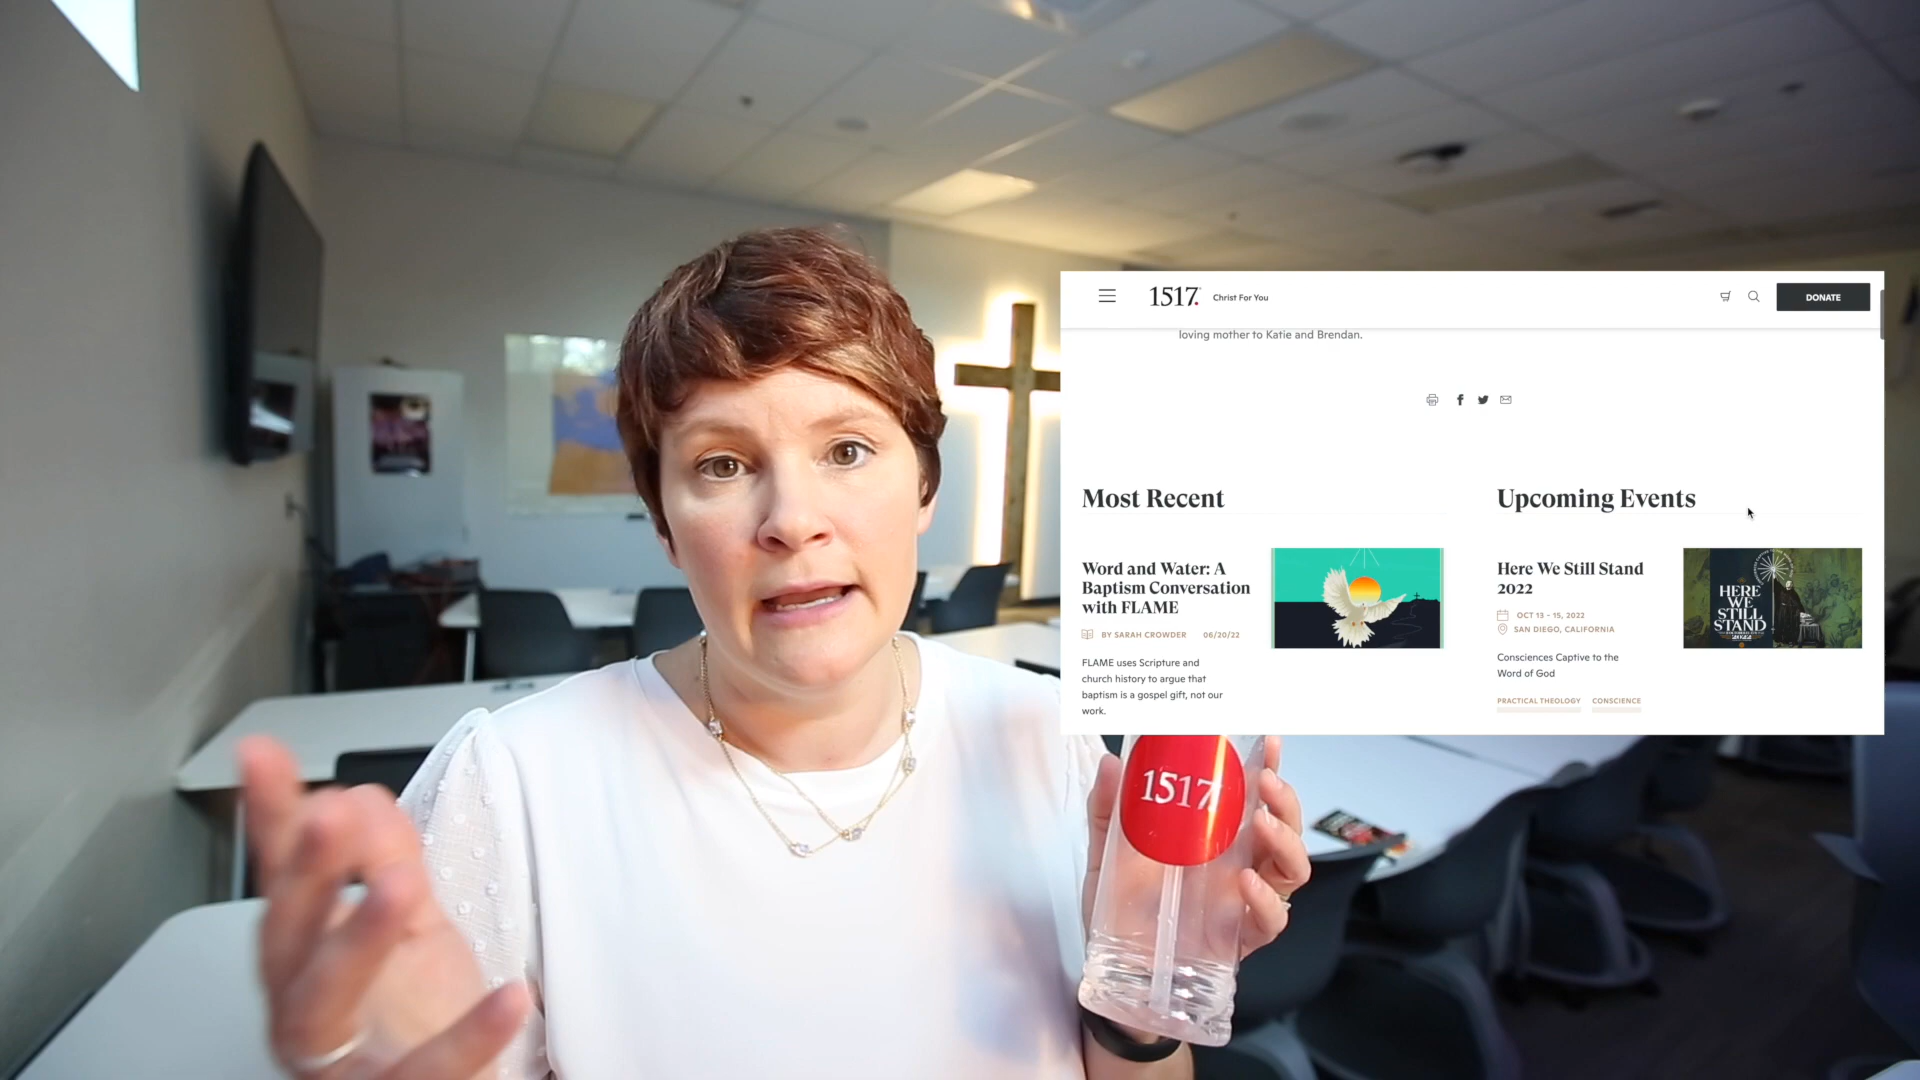 1517.
Christ For You
DONATE
loving mother to Katie and Brendan.
Most Recent
Word and Water: A
Baptism Conversation
with FLAME
BY SARAH CROWDER 06/20/22
FLAME uses Scripture and
church history to argue that
baptism is a gospel gift, not our
work.
Upcoming Events
Here We Still Stand
2022
OCT 13 - 15, 2022
SAN DIEGO, CALIFORNIA
Consciences Captive to the
Word of God
PRACTICAL THEOLOGY CONSCIENCE
HERE
WE
STILL
STAND
2022
1517.